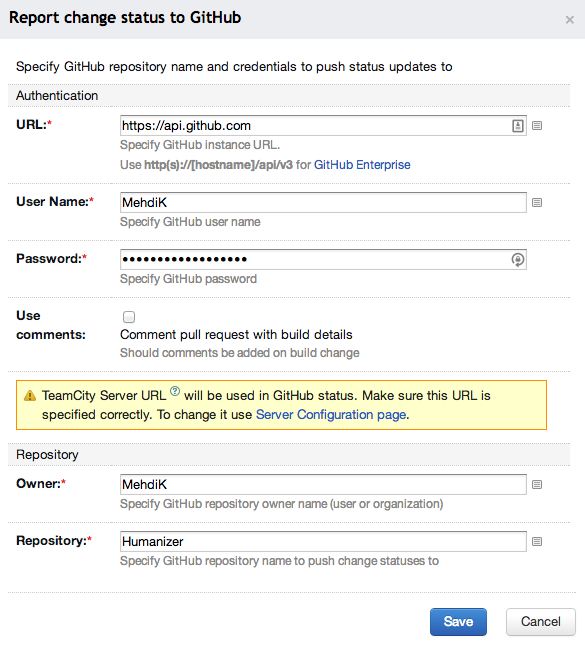 Report change status to GitHub
Specify GitHub repository name and credentials to push status updates to
Authentication
URL:*
https://api.github.com
Specify GitHub instance URL.
Use http(s)://[hostname]/api/v3 for GitHub Enterprise
User Name:*
MehdiK
Specify GitHub user name
Password:*
••••••••••••••••••
Specify GitHub password
Use
comments:
Comment pull request with build details
Should comments be added on build change
TeamCity Server URL ? will be used in GitHub status. Make sure this URL is
specified correctly. To change it use Server Configuration page.
Repository
Owner:*
MehdiK
Specify GitHub repository owner name (user or organization)
Repository:*
Humanizer
Specify GitHub repository name to push change statuses to
Save
Cancel